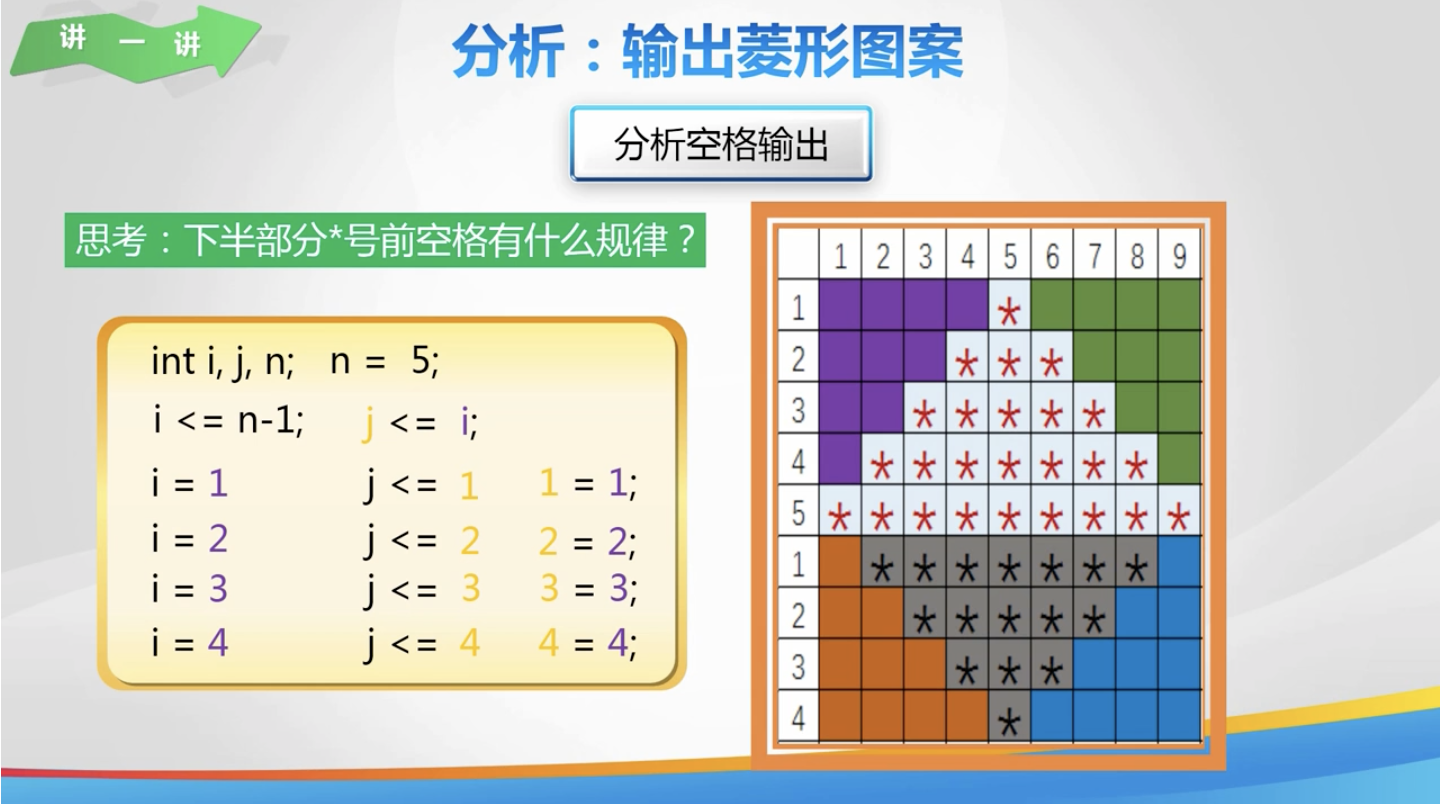 讲一讲
分析：输出菱形图案
分析空格输出
思考：下半部分*号前空格有什么规律？
int i, j, n; n = 5;
i <= n-1; j <= i;
i = 1 j <= 1 1 = 1;
i = 2 j <= 2 2 = 2;
i = 3 j <= 3 3 = 3;
i = 4 j <= 4 4 = 4;
1 2 3 4 5 6 7 8 9
1 *
2 * * *
3 * * * * *
4 * * * * * * *
5 * * * * * * * * *
1 * * * * * * *
2 * * * * *
3 * * *
4 *